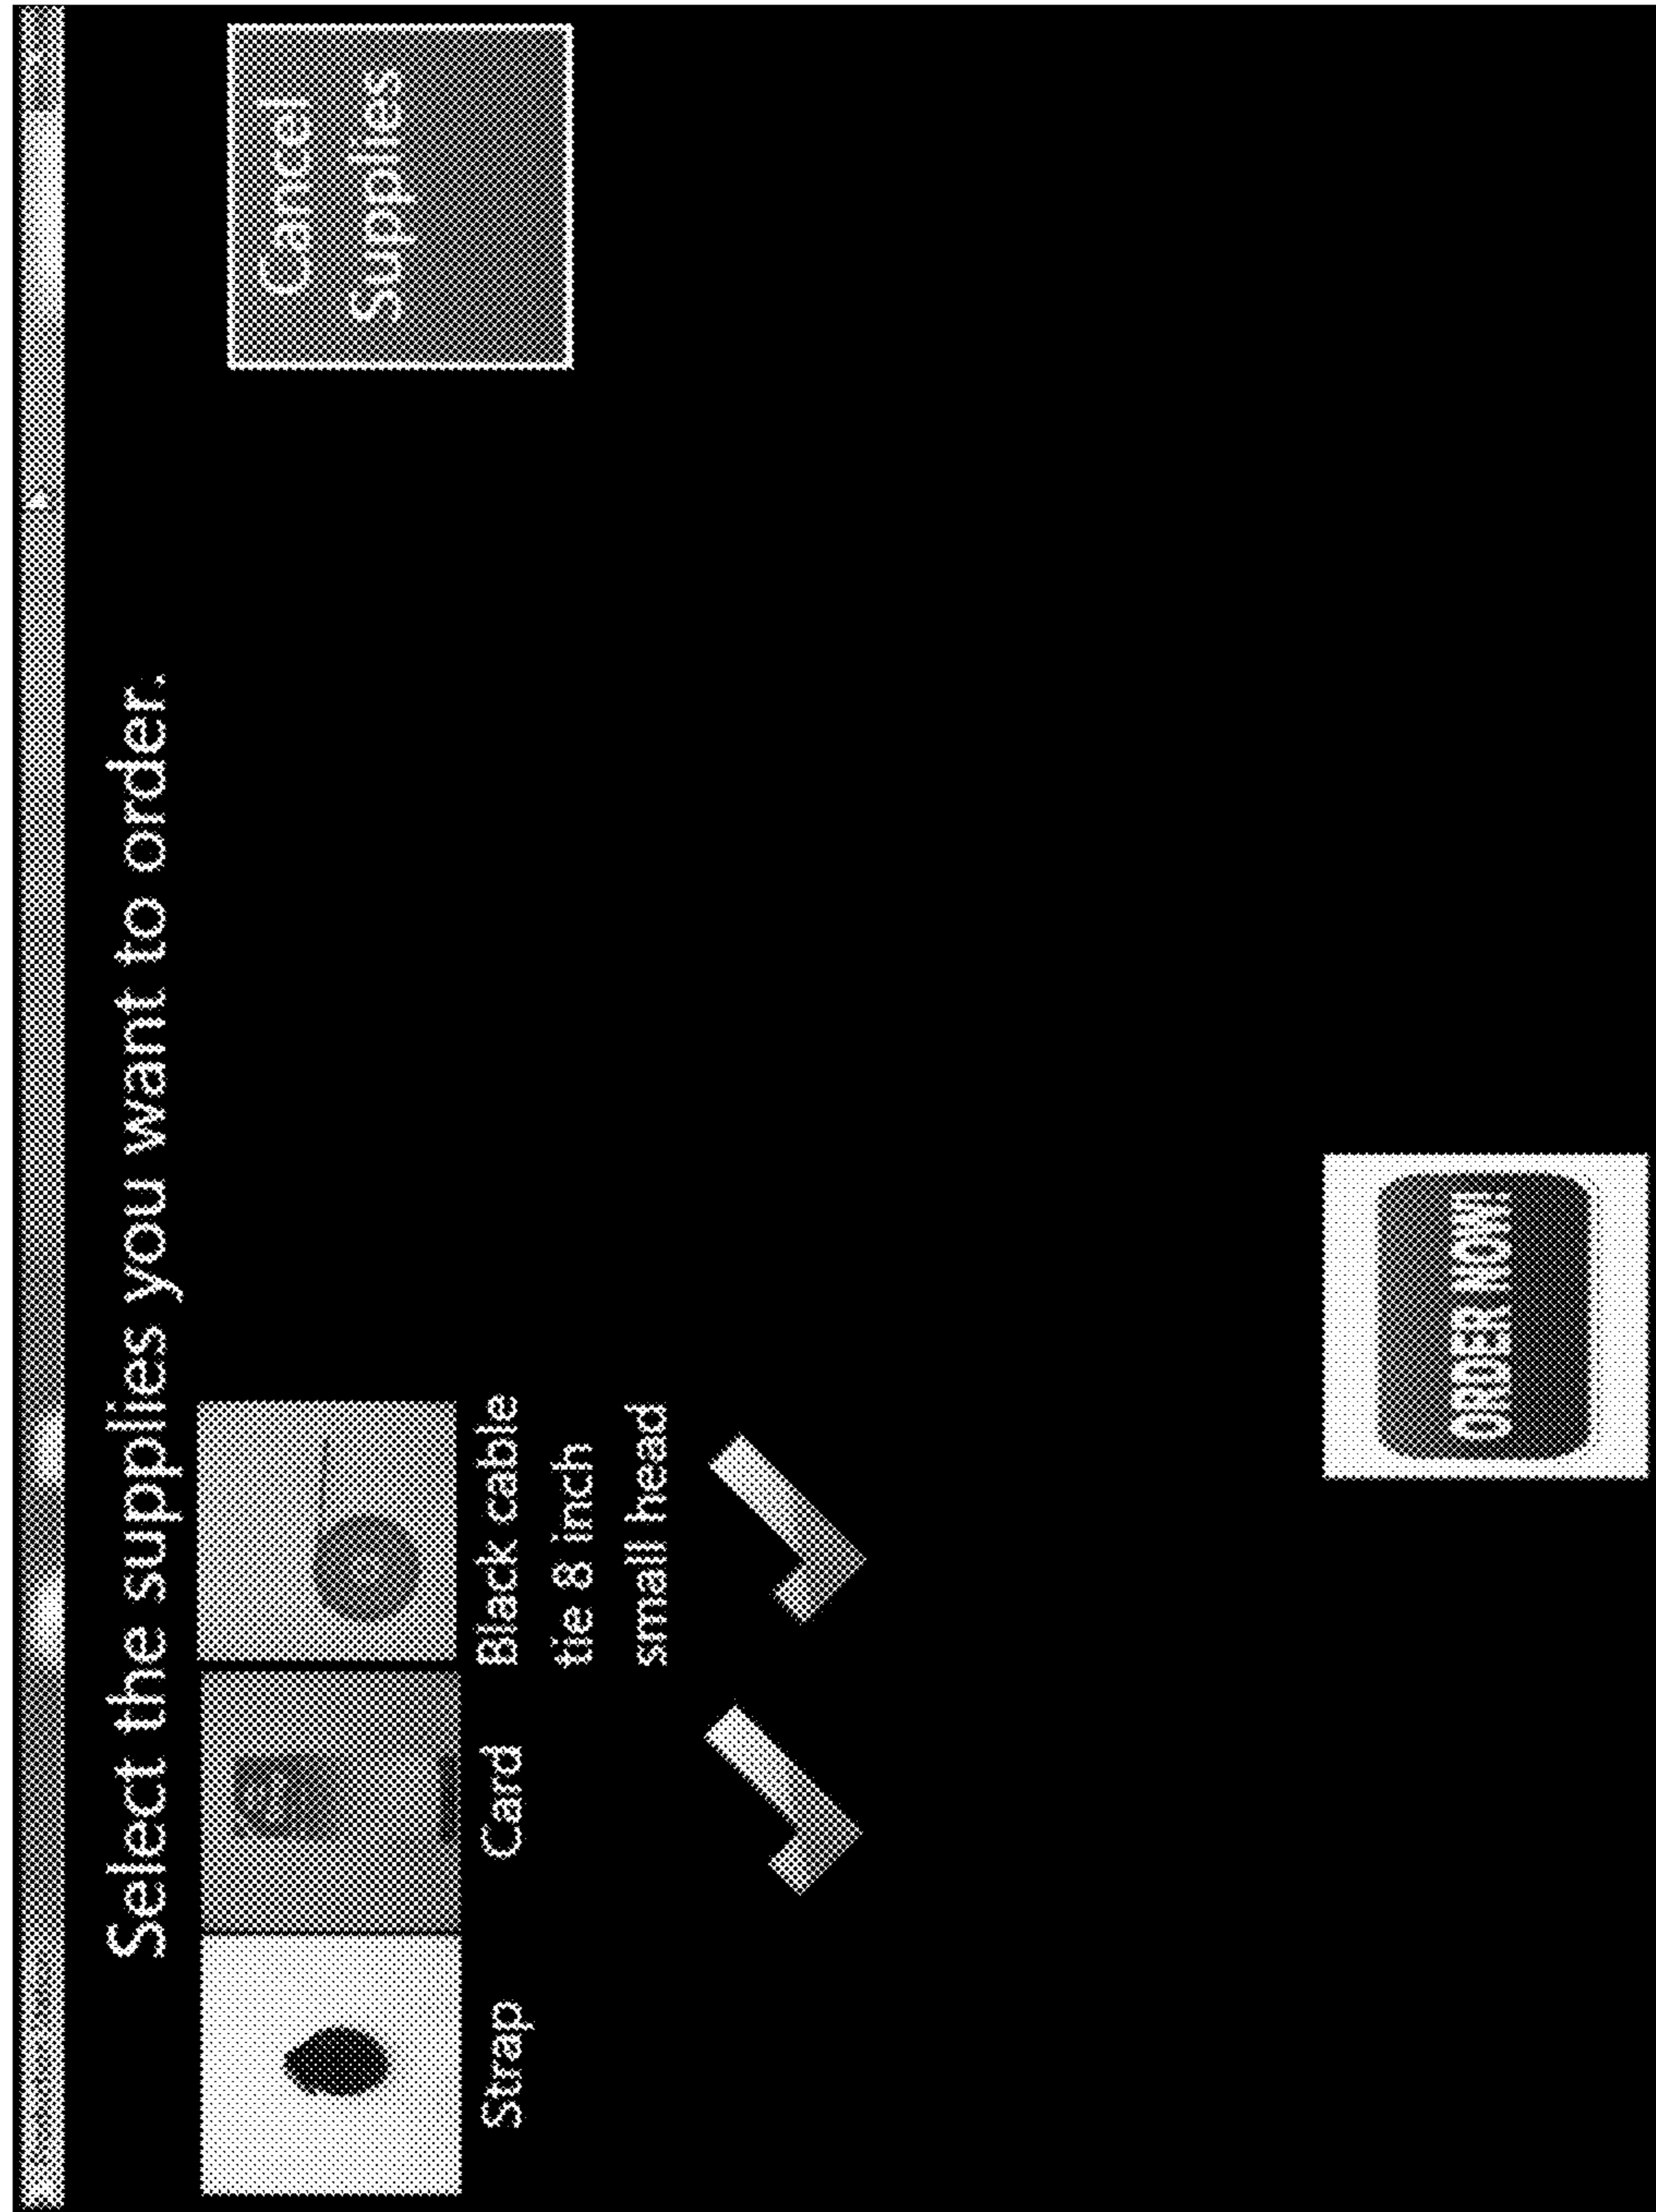 Select the supplies you want to order.
Cancel
Supplies
Strap
Card
Black cable
tie 8 inch
small head
ORDER NOW!